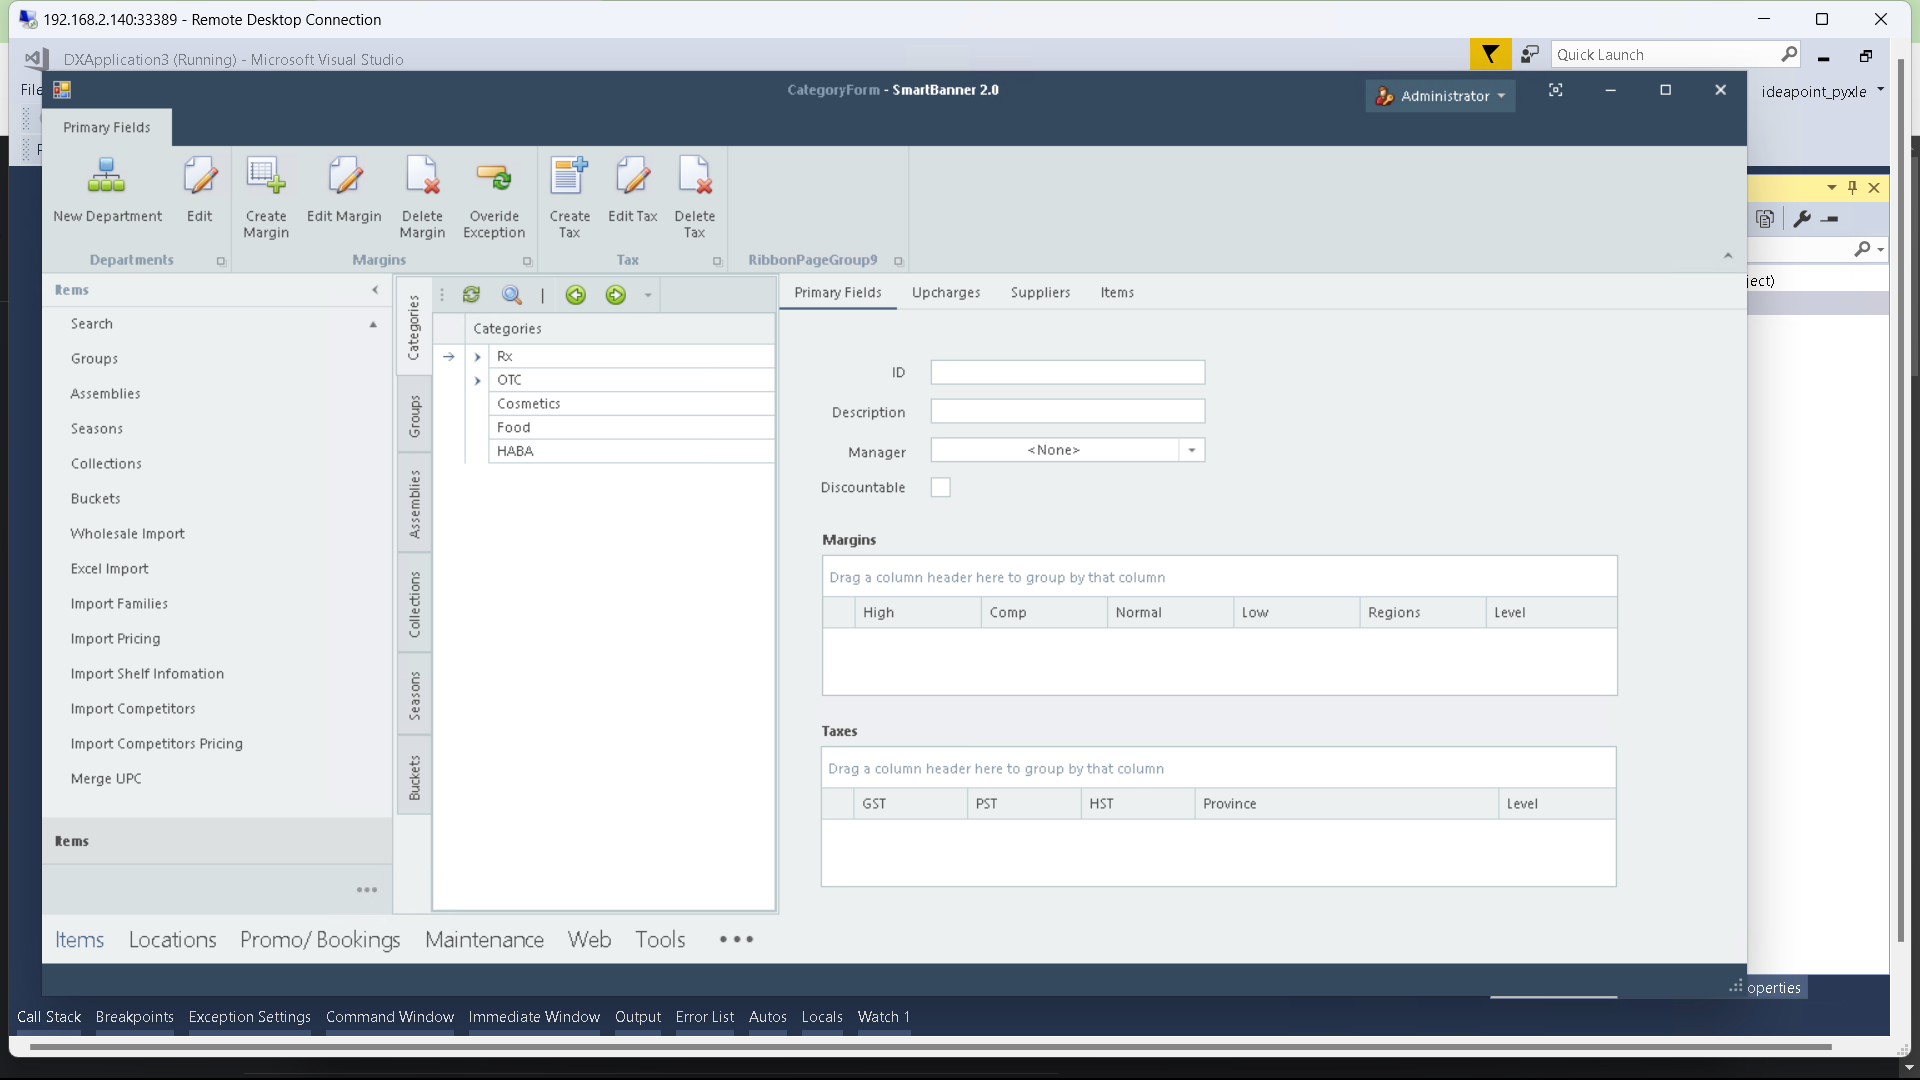 192.168.2.140:33389 - Remote Desktop Connection
DXApplication3 (Running) - Microsoft Visual Studio
Quick Launch
File
CategoryForm - SmartBanner 2.0
Administrator
ideapoint_pyxle
Primary Fields
New Department
Edit
Create Margin
Edit Margin
Delete Margin
Overide Exception
Create Tax
Edit Tax
Delete Tax
Departments
Margins
Tax
RibbonPageGroup9
Items
Search
Groups
Assemblies
Seasons
Collections
Buckets
Wholesale Import
Excel Import
Import Families
Import Pricing
Import Shelf Infomation
Import Competitors
Import Competitors Pricing
Merge UPC
Items
Categories
Groups
Assemblies
Collections
Seasons
Buckets
Categories
Rx
OTC
Cosmetics
Food
HABA
Primary Fields
Upcharges
Suppliers
Items
ject)
ID
Description
Manager
<None>
Discountable
Margins
Drag a column header here to group by that column
High
Comp
Normal
Low
Regions
Level
Taxes
Drag a column header here to group by that column
GST
PST
HST
Province
Level
Items
Locations
Promo/ Bookings
Maintenance
Web
Tools
operties
Call Stack
Breakpoints
Exception Settings
Command Window
Immediate Window
Output
Error List
Autos
Locals
Watch 1